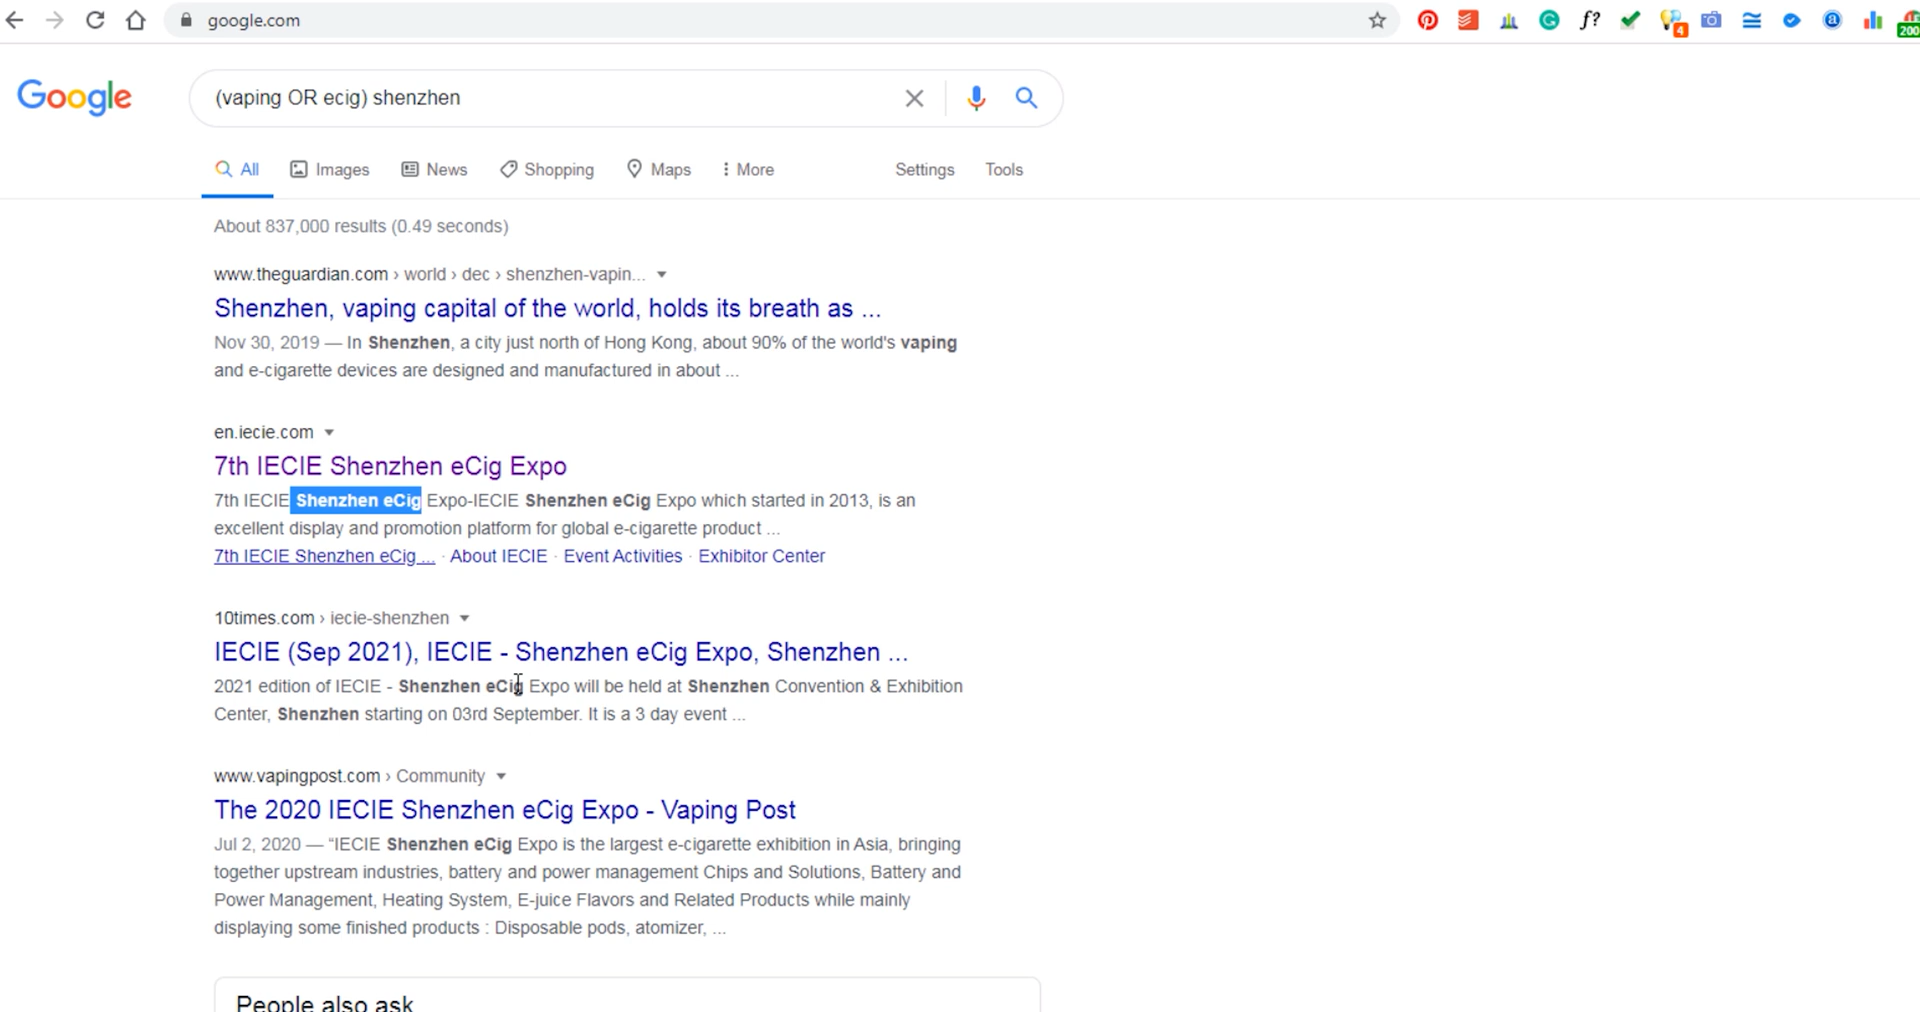 google.com
f?
4
200
Google
(vaping OR ecig) shenzhen
All
Images
News
Shopping
Maps
More
Settings
Tools
About 837,000 results (0.49 seconds)
www.theguardian.com › world › dec › shenzhen-vapin...
Shenzhen, vaping capital of the world, holds its breath as ...
Nov 30, 2019 — In Shenzhen, a city just north of Hong Kong, about 90% of the world's vaping
and e-cigarette devices are designed and manufactured in about ...
en.iecie.com
7th IECIE Shenzhen eCig Expo
7th IECIE Shenzhen eCig Expo-IECIE Shenzhen eCig Expo which started in 2013, is an
excellent display and promotion platform for global e-cigarette product ...
7th IECIE Shenzhen eCig ... · About IECIE · Event Activities · Exhibitor Center
10times.com › iecie-shenzhen
IECIE (Sep 2021), IECIE - Shenzhen eCig Expo, Shenzhen ...
2021 edition of IECIE - Shenzhen eCig Expo will be held at Shenzhen Convention & Exhibition
Center, Shenzhen starting on 03rd September. It is a 3 day event ...
www.vapingpost.com › Community
The 2020 IECIE Shenzhen eCig Expo - Vaping Post
Jul 2, 2020 — “IECIE Shenzhen eCig Expo is the largest e-cigarette exhibition in Asia, bringing
together upstream industries, battery and power management Chips and Solutions, Battery and
Power Management, Heating System, E-juice Flavors and Related Products while mainly
displaying some finished products : Disposable pods, atomizer, ...
People also ask